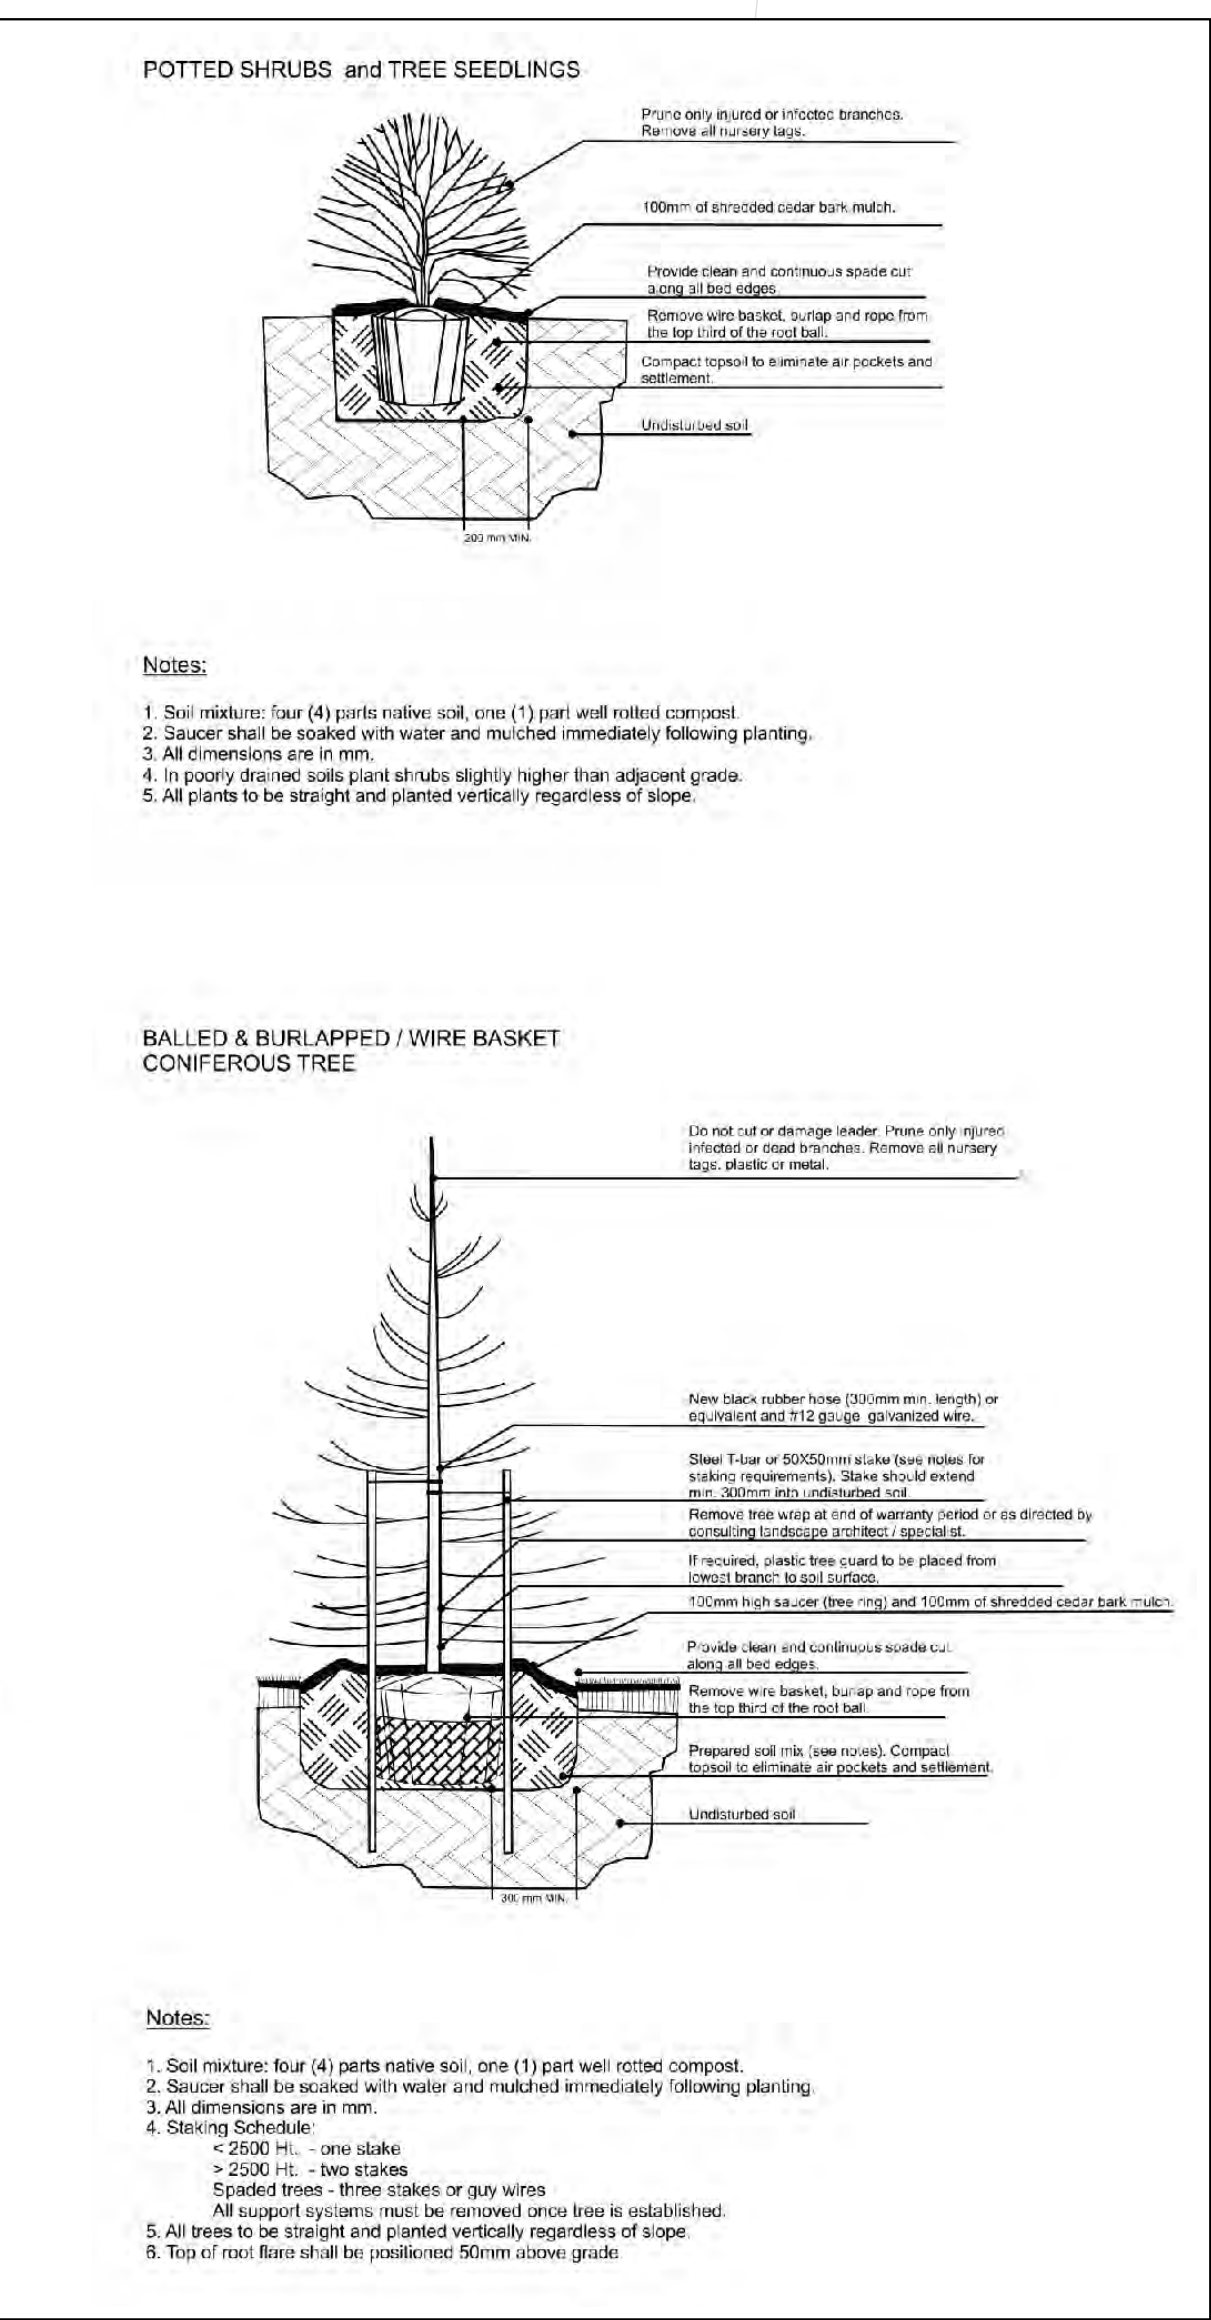 POTTED SHRUBS and TREE SEEDLINGS
Prune only injured or infected branches.
Remove all nursery tags.
100mm of shredded cedar bark mulch.
Provide clean and continuous spade cut
along all bed edges.
Remove wire basket, burlap and rope from
the top third of the root ball.
Compact topsoil to eliminate air pockets and
settlement.
Undisturbed soil
200 mm MIN.
Notes:
1. Soil mixture: four (4) parts native soil, one (1) part well rotted compost.
2. Saucer shall be soaked with water and mulched immediately following planting.
3. All dimensions are in mm.
4. In poorly drained soils plant shrubs slightly higher than adjacent grade.
5. All plants to be straight and planted vertically regardless of slope.
BALLED & BURLAPPED / WIRE BASKET
CONIFEROUS TREE
Do not cut or damage leader. Prune only injured
infected or dead branches. Remove all nursery
tags, plastic or metal.
New black rubber hose (300mm min. length) or
equivalent and #12 gauge galvanized wire.
Steel T-bar or 50X50mm stake (see notes for
staking requirements). Stake should extend
min. 300mm into undisturbed soil
Remove tree wrap at end of warranty period or as directed by
consulting landscape architect / specialist.
If required, plastic tree guard to be placed from
lowest branch to soil surface.
100mm high saucer (tree ring) and 100mm of shredded cedar bark mulch.
Provide clean and continuous spade cut
along all bed edges.
Remove wire basket, burlap and rope from
the top third of the root ball.
Prepared soil mix (see notes). Compact
topsoil to eliminate air pockets and settlement.
Undisturbed soil
300 mm MIN.
Notes:
1. Soil mixture: four (4) parts native soil, one (1) part well rotted compost.
2. Saucer shall be soaked with water and mulched immediately following planting.
3. All dimensions are in mm.
4. Staking Schedule:
< 2500 Ht. - one stake
> 2500 Ht. - two stakes
Spaded trees - three stakes or guy wires
All support systems must be removed once tree is established.
5. All trees to be straight and planted vertically regardless of slope.
6. Top of root flare shall be positioned 50mm above grade